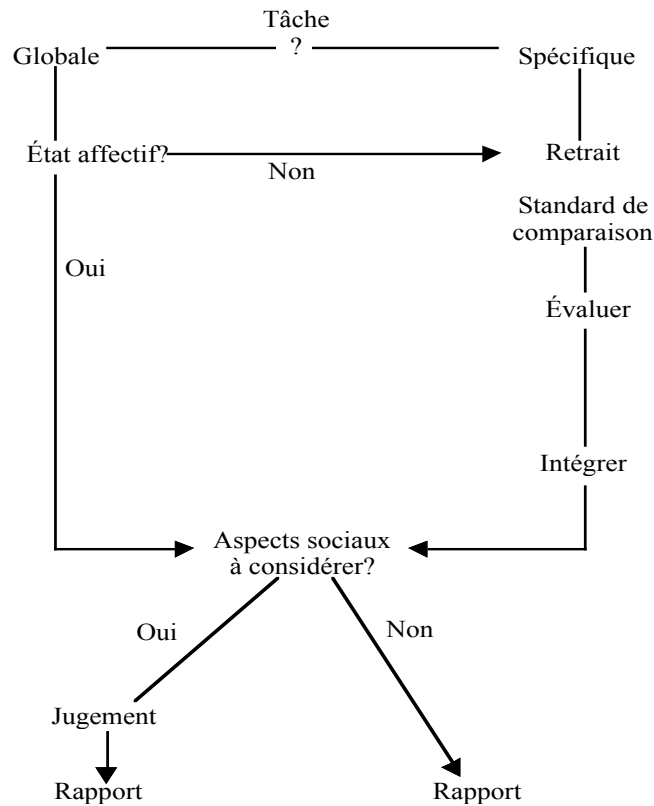 Tâche
?
Globale
Spécifique
État affectif?
Non
Retrait
Standard de
comparaison
Oui
Évaluer
Intégrer
Aspects sociaux
à considérer?
Oui
Non
Jugement
Rapport
Rapport